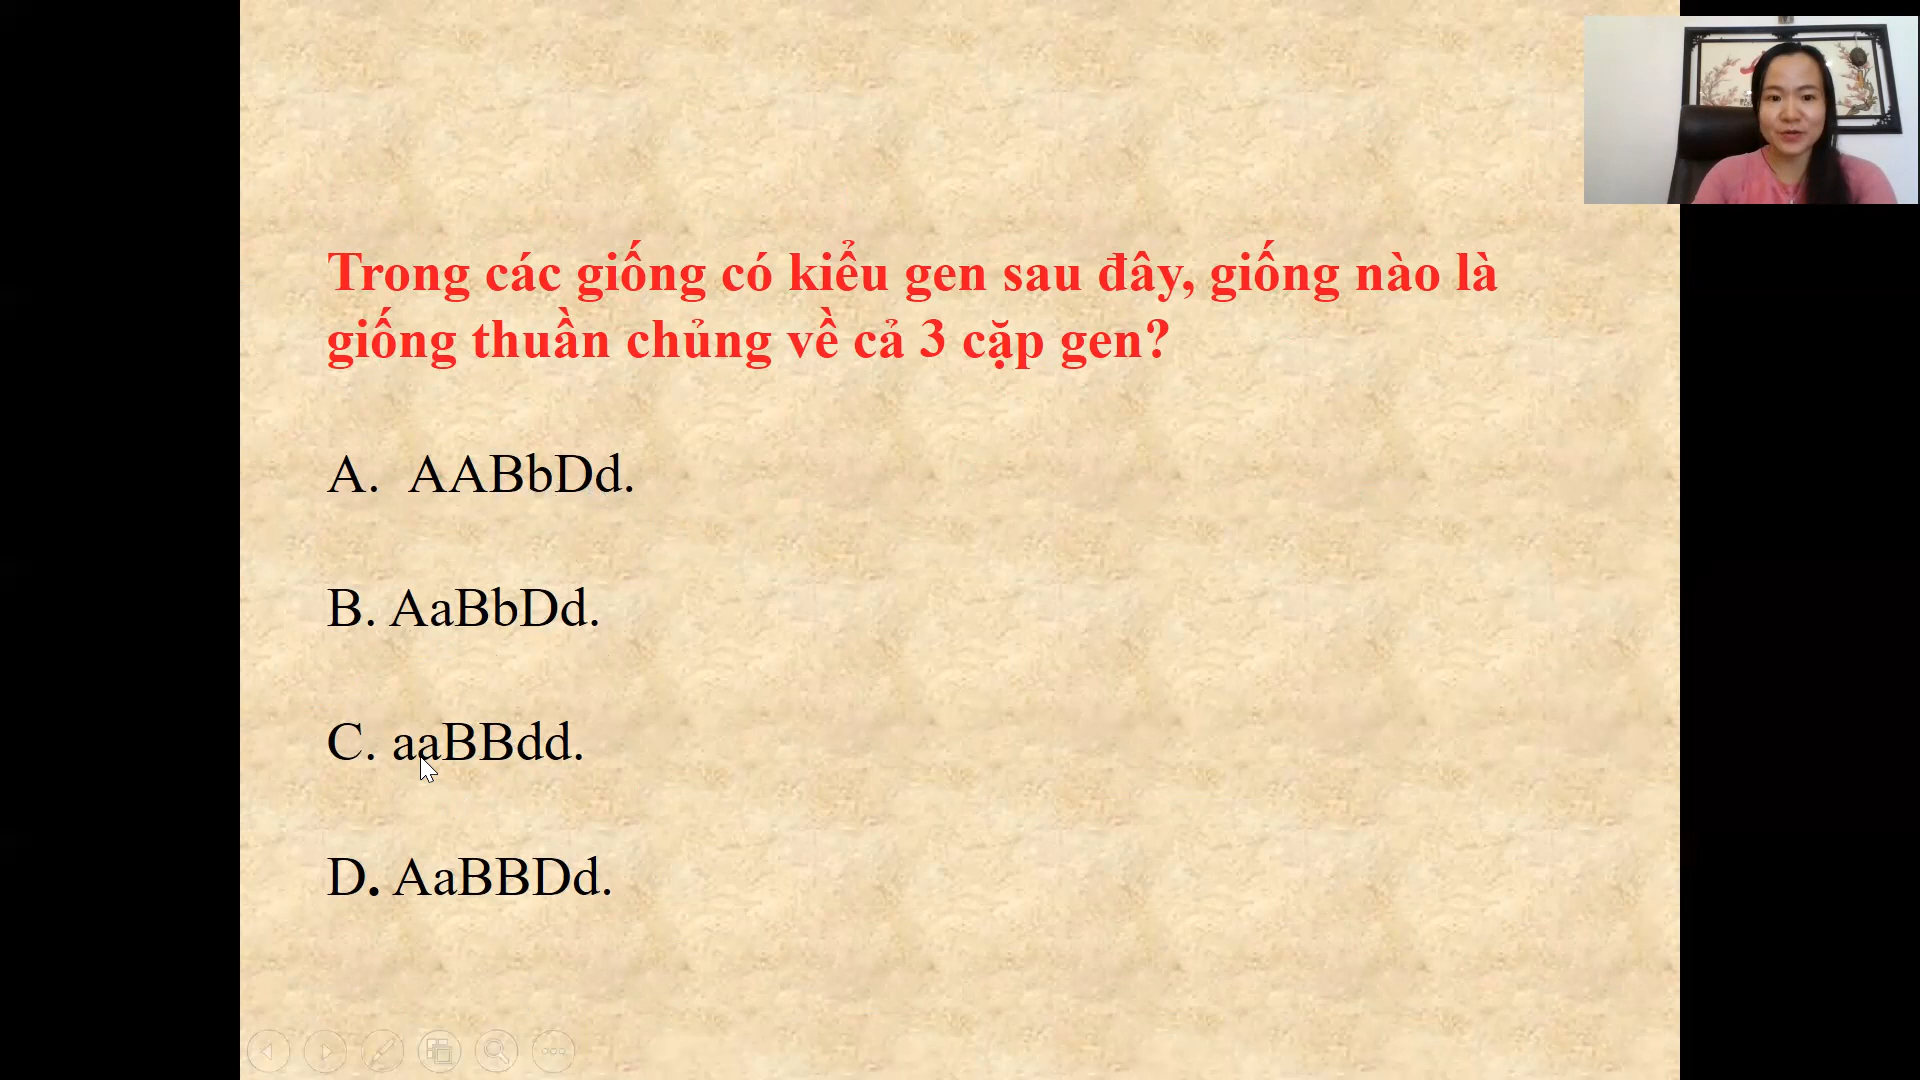 Trong các giống có kiểu gen sau đây, giống nào là
giống thuần chủng về cả 3 cặp gen?
A. AABbDd.
B. AaBbDd.
C. aaBBdd.
D. AaBBDd.